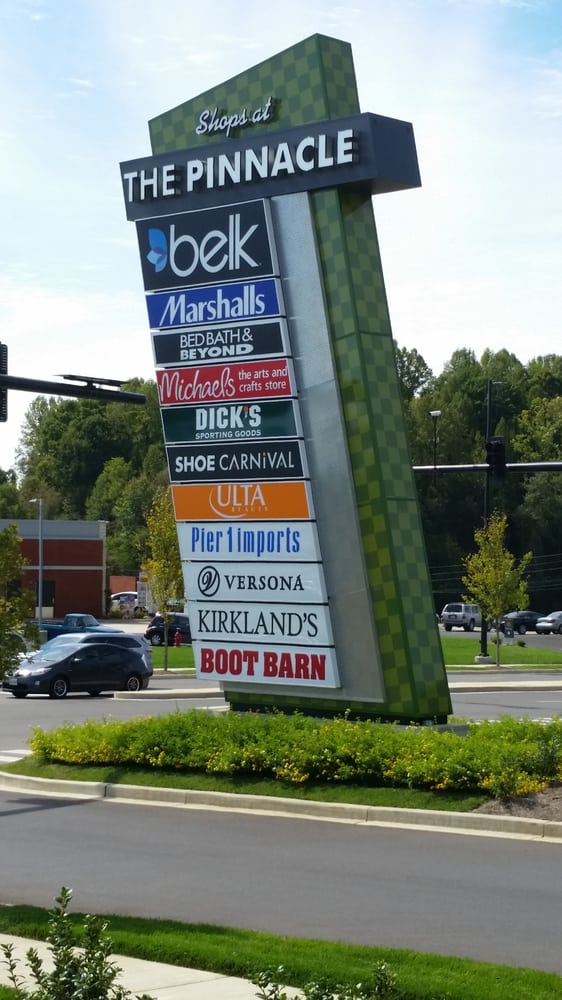 Shops at
THE PINNACLE
belk
Marshalls
BED BATH &
BEYOND
Michaels the arts and
crafts store
DICK'S
SPORTING GOODS
SHOE CARNiVAL
ULTA
BEAUTY
Pier 1 imports
V VERSONA
KIRKLAND'S
BOOT BARN